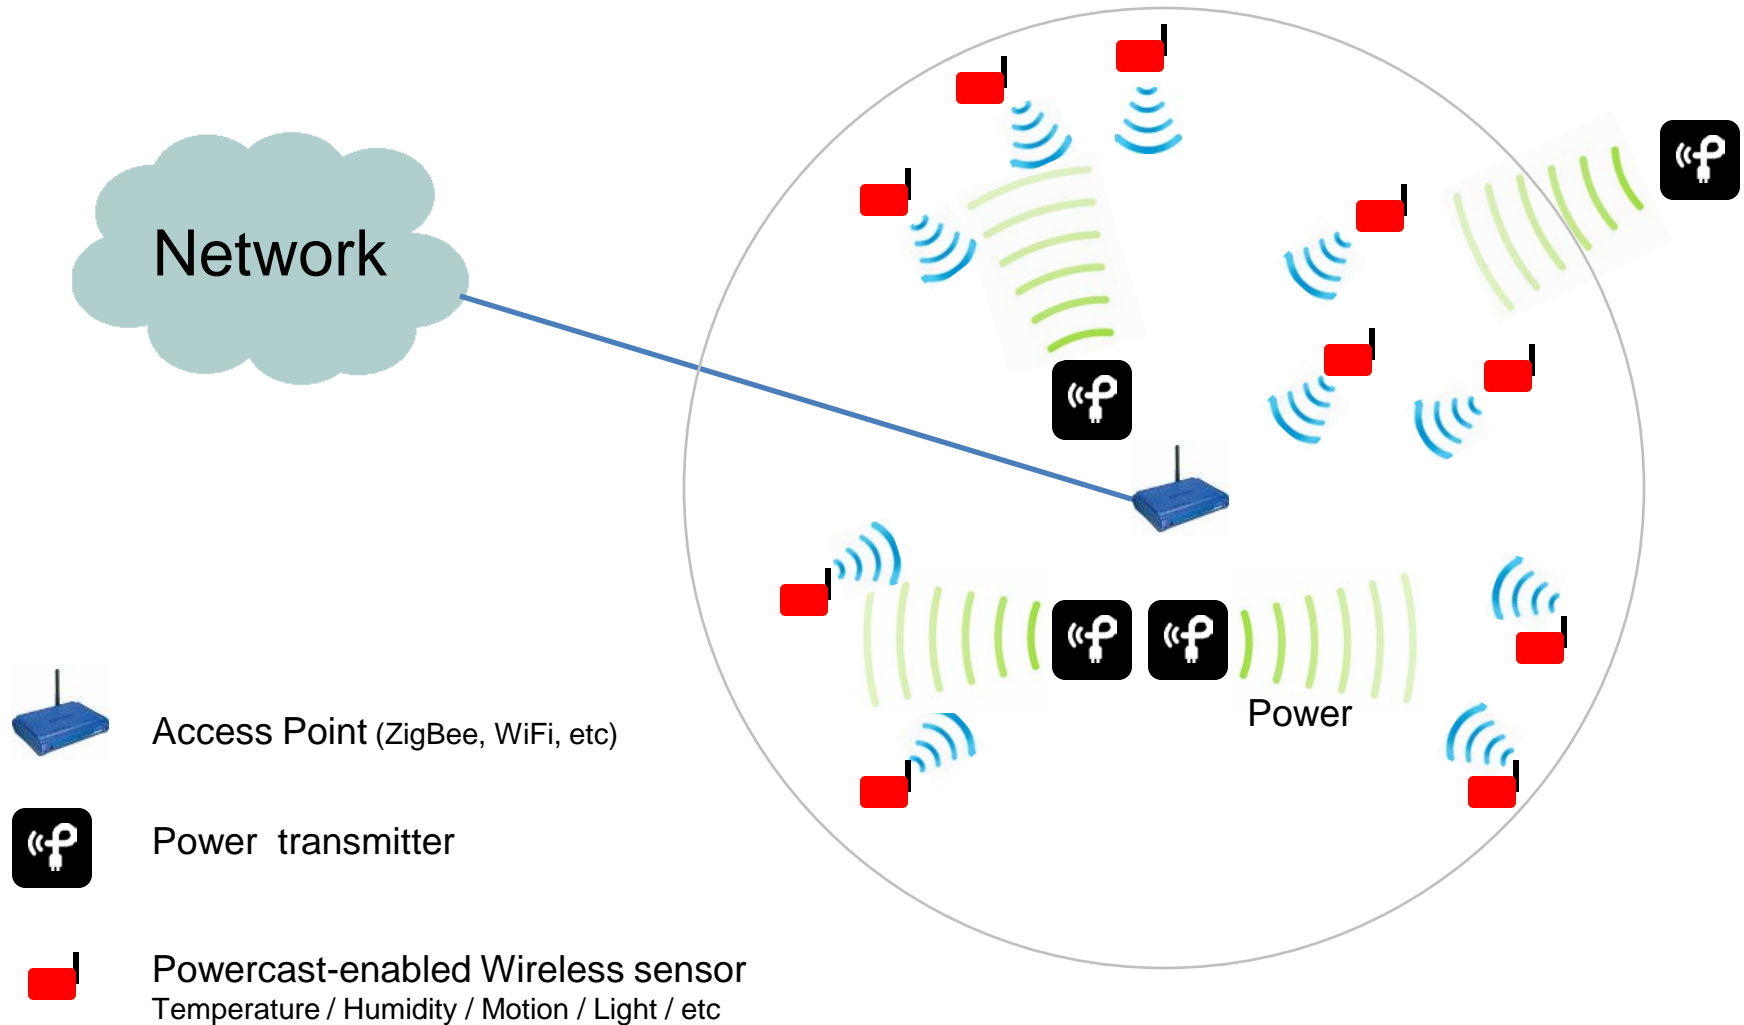 Network
Power
Access Point (ZigBee, WiFi, etc)
Power transmitter
Powercast-enabled Wireless sensor
Temperature / Humidity / Motion / Light / etc